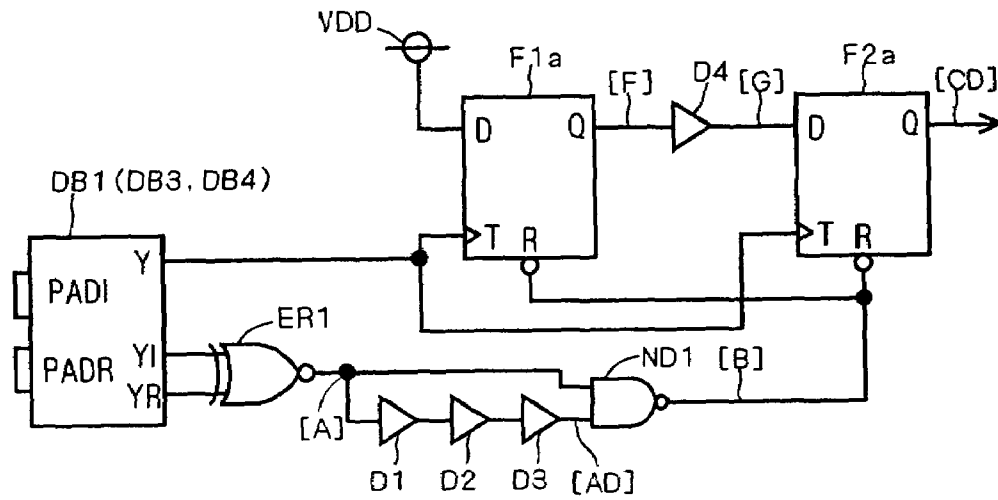 VDD
F1a
[F]
D4
[G]
F2a
[CD]
D
Q
D
Q
T
R
T
R
DB1(DB3, DB4)
Y
PADI
PADR
YI
YR
ER1
ND1
[B]
[A]
D1
D2
D3
[AD]